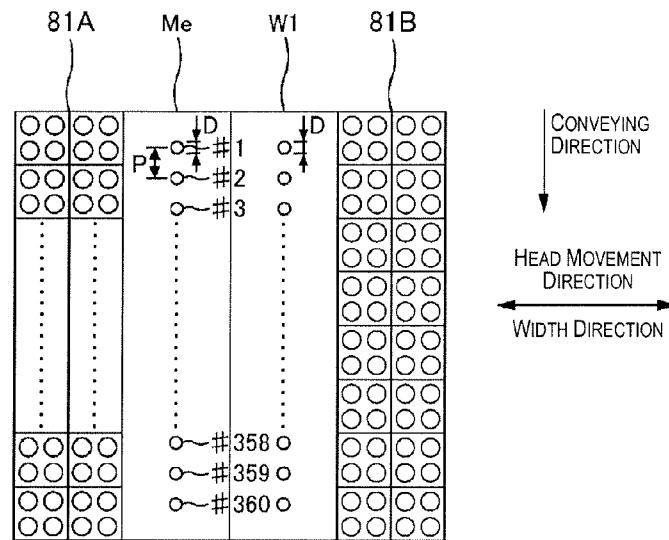 81A Me W1 81B
D D
P
#1
#2
#3
#358
#359
#360
CONVEYING
DIRECTION
HEAD MOVEMENT
DIRECTION
WIDTH DIRECTION